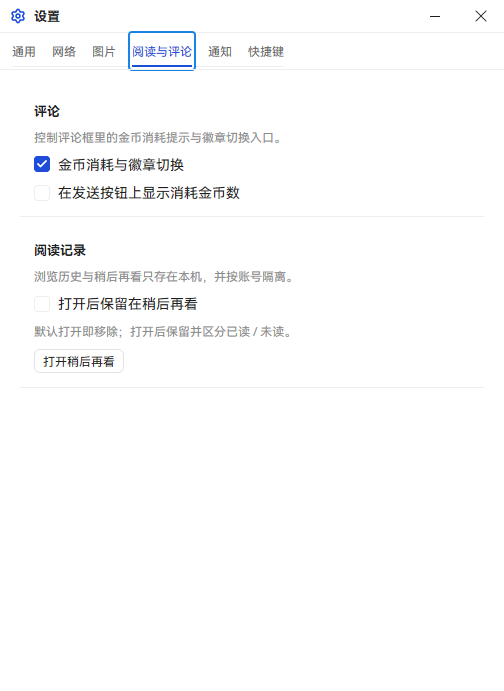 设置
通用 网络 图片 阅读与评论 通知 快捷键
评论
控制评论框里的金币消耗提示与徽章切换入口。
金币消耗与徽章切换
在发送按钮上显示消耗金币数
阅读记录
浏览历史与稍后再看只存在本机，并按账号隔离。
打开后保留在稍后再看
默认打开即移除；打开后保留并区分已读 / 未读。
打开稍后再看